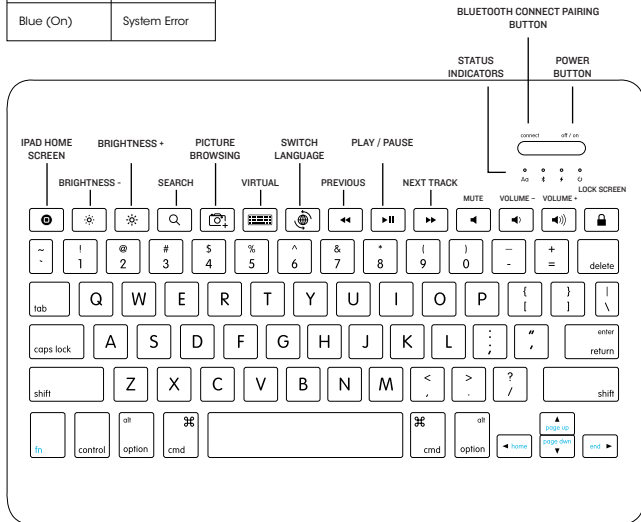 Blue (On) System Error
BLUETOOTH CONNECT PAIRING
BUTTON
STATUS
INDICATORS
POWER
BUTTON
connect off / on
Aa
IPAD HOME
SCREEN
BRIGHTNESS +
PICTURE
BROWSING
SWITCH
LANGUAGE
PLAY / PAUSE
BRIGHTNESS -
SEARCH
VIRTUAL
PREVIOUS
NEXT TRACK
MUTE
VOLUME –
VOLUME +
LOCK SCREEN
~ ! @ # $ % ^ & * ( ) — +
` 1 2 3 4 5 6 7 8 9 0 - = delete
tab Q W E R T Y U I O P { [ } ] | \
caps lock A S D F G H J K L : ; " ' enter return
shift Z X C V B N M < , > . ? / shift
fn control alt option ⌘ cmd ⌘ cmd alt option ◄ home ▲ page up page dwn ▼ end ►